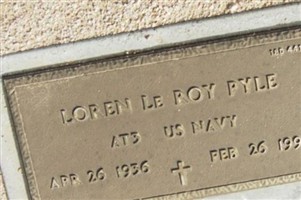 LOREN Le ROY PYLE
AT3 US NAVY
APR 26 1936 FEB 26